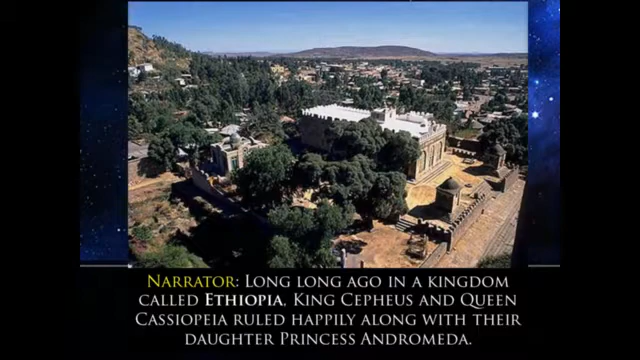 NARRATOR: LONG LONG AGO IN A KINGDOM
CALLED ETHIOPIA, KING CEPHEUS AND QUEEN
CASSIOPEIA RULED HAPPILY ALONG WITH THEIR
DAUGHTER PRINCESS ANDROMEDA.